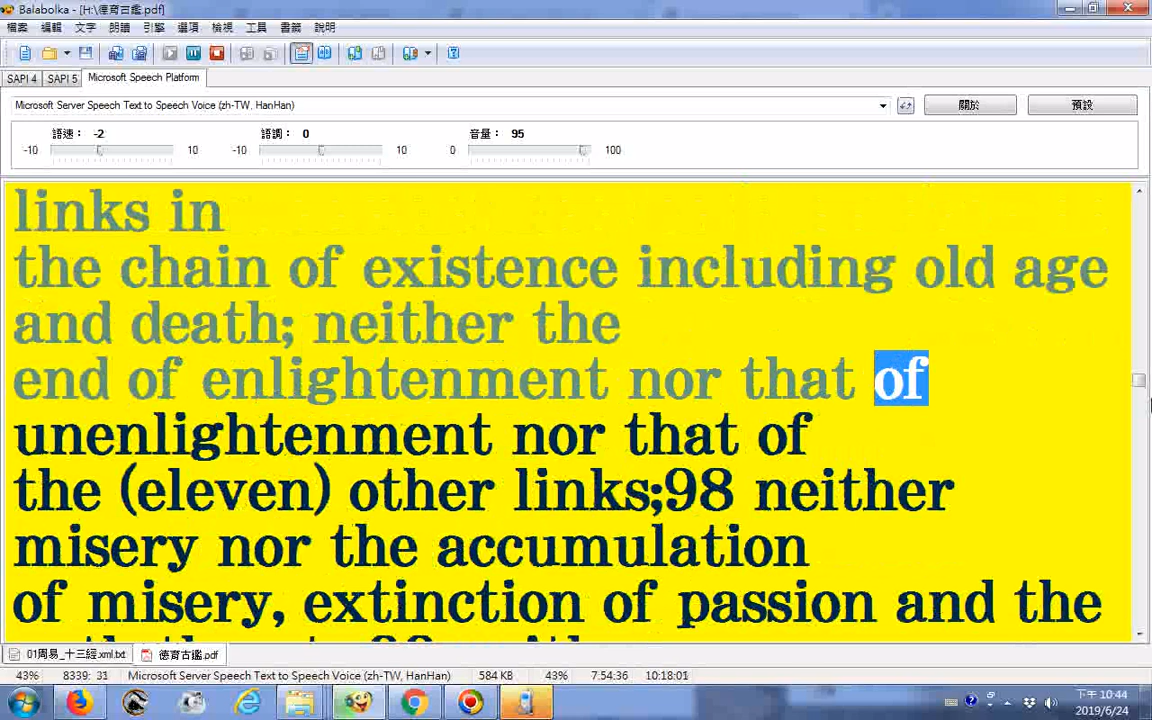 Balabolka - [H:\德育古鑑.pdf]
檔案 編輯 文字 朗讀 引擎 選項 檢視 工具 書籤 說明
SAPI 4 SAPI 5 Microsoft Speech Platform
Microsoft Server Speech Text to Speech Voice (zh-TW, HanHan) 關於 預設
語速： -2 語調： 0 音量： 95
-10 10 -10 10 0 100
links in
the chain of existence including old age
and death; neither the
end of enlightenment nor that of
unenlightenment nor that of
the (eleven) other links;98 neither
misery nor the accumulation
of misery, extinction of passion and the
01周易_十三經.xml.txt 德育古鑑.pdf
43% 8339: 31 Microsoft Server Speech Text to Speech Voice (zh-TW, HanHan) 584 KB 43% 7:54:36 10:18:01
下午 10:44
2019/6/24